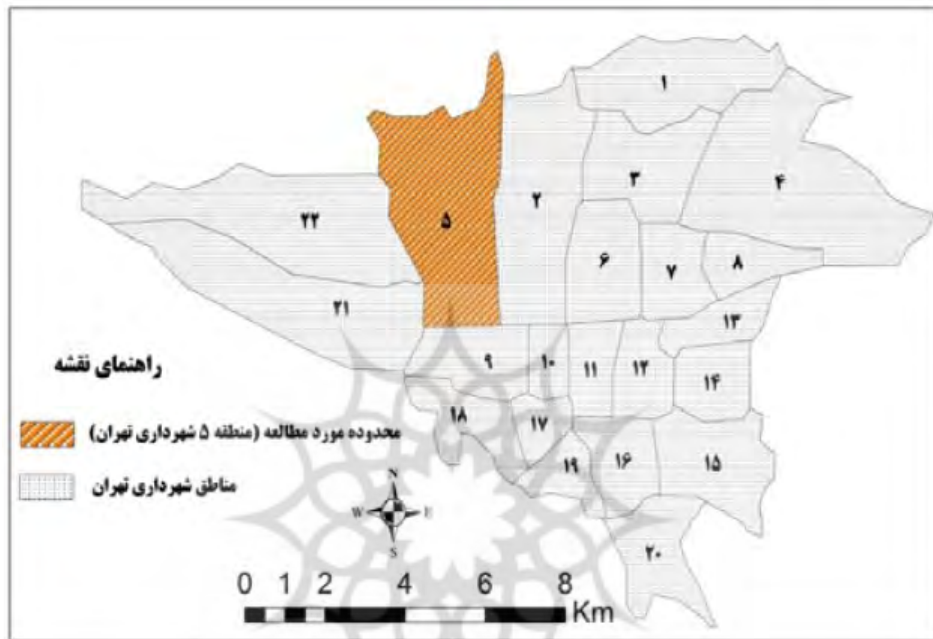 ۱
۳
۴
۲
۵
۲۲
۶
۷
۸
۲۱
۱۳
۹
۱۰
۱۱
۱۲
۱۴
۱۸
۱۷
۱۹
۱۶
۱۵
۲۰
راهنمای نقشه
محدوده مورد مطالعه (منطقه ۵ شهرداری تهران)
مناطق شهرداری تهران
N
W E
S
0 1 2 4 6 8
Km